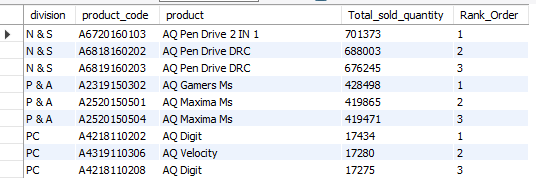 division product_code product Total_sold_quantity Rank_Order
N & S A6720160103 AQ Pen Drive 2 IN 1 701373 1
N & S A6818160202 AQ Pen Drive DRC 688003 2
N & S A6819160203 AQ Pen Drive DRC 676245 3
P & A A2319150302 AQ Gamers Ms 428498 1
P & A A2520150501 AQ Maxima Ms 419865 2
P & A A2520150504 AQ Maxima Ms 419471 3
PC A4218110202 AQ Digit 17434 1
PC A4319110306 AQ Velocity 17280 2
PC A4218110208 AQ Digit 17275 3